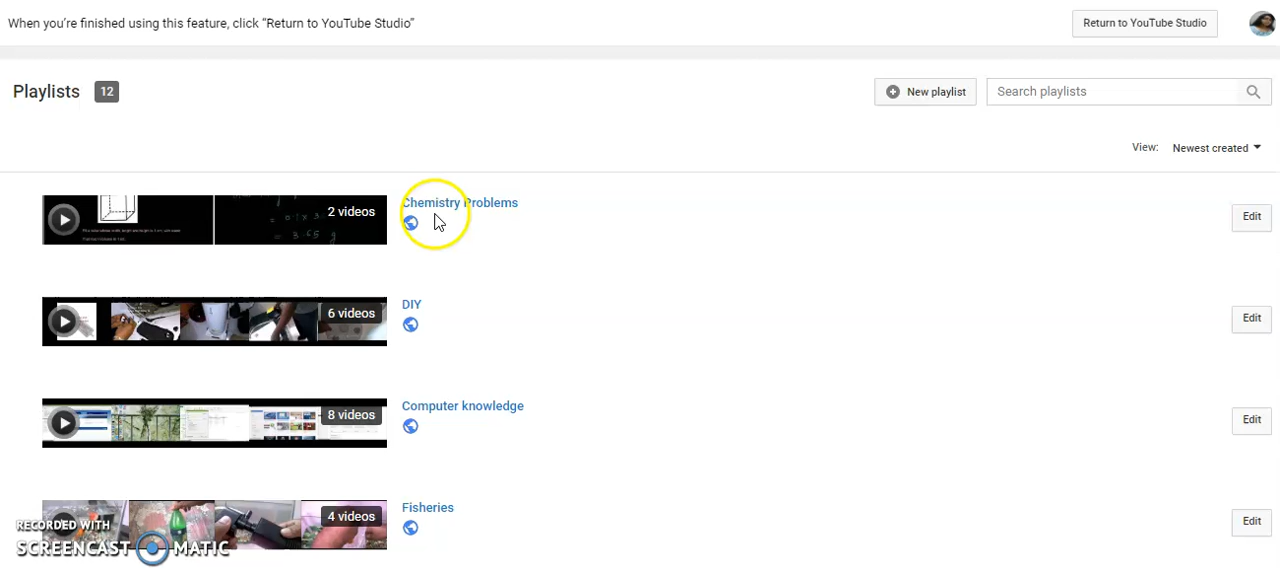 When you're finished using this feature, click “Return to YouTube Studio”
Return to YouTube Studio
Playlists 12
New playlist
Search playlists
View: Newest created
2 videos
Chemistry Problems
Edit
6 videos
DIY
Edit
8 videos
Computer knowledge
Edit
4 videos
Fisheries
Edit
RECORDED WITH
SCREENCAST MATIC